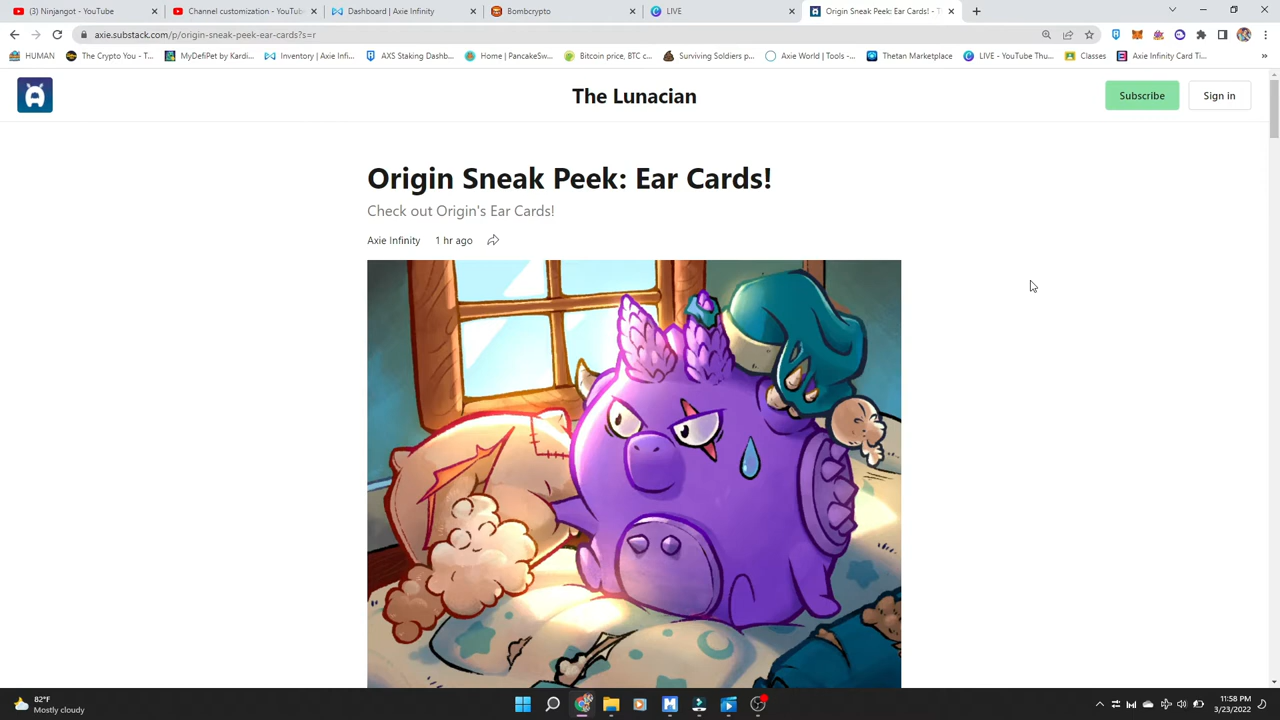 (3) Ninjangot - YouTube
Channel customization - YouTub
Dashboard | Axie Infinity
Bombcrypto
LIVE
Origin Sneak Peek: Ear Cards! - T
axie.substack.com/p/origin-sneak-peek-ear-cards?s=r
HUMAN
The Crypto You - T...
MyDefiPet by Kardi...
Inventory | Axie Infi...
AXS Staking Dashb...
Home | PancakeSw...
Bitcoin price, BTC c...
Surviving Soldiers p...
Axie World | Tools -...
Thetan Marketplace
LIVE - YouTube Thu...
Classes
Axie Infinity Card Ti...
The Lunacian
Subscribe
Sign in
Origin Sneak Peek: Ear Cards!
Check out Origin's Ear Cards!
Axie Infinity
1 hr ago
82°F
Mostly cloudy
11:58 PM
3/23/2022